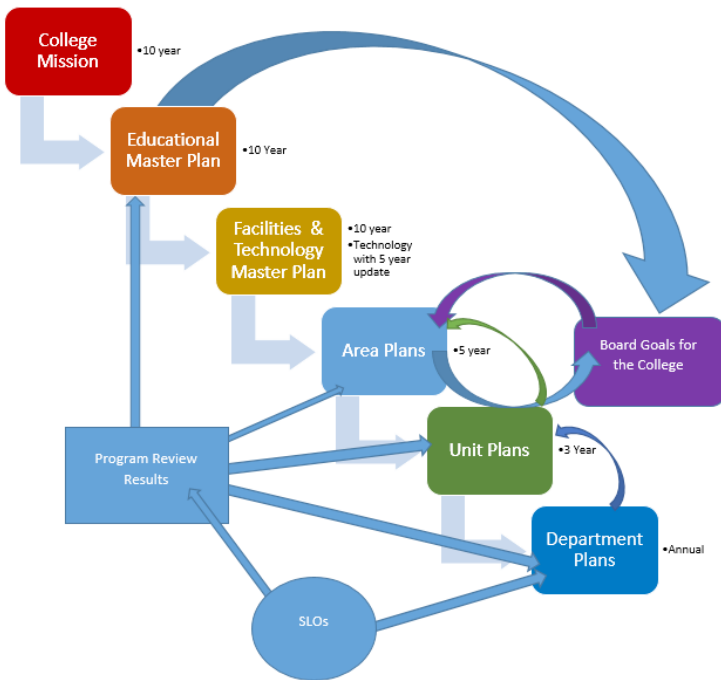 College
Mission
•10 year
Educational
Master Plan
•10 Year
Facilities &
Technology
Master Plan
•10 year
•Technology
with 5 year
update
Area Plans
•5 year
Board Goals for
the College
Program Review
Results
Unit Plans
•3 Year
Department
Plans
•Annual
SLOs